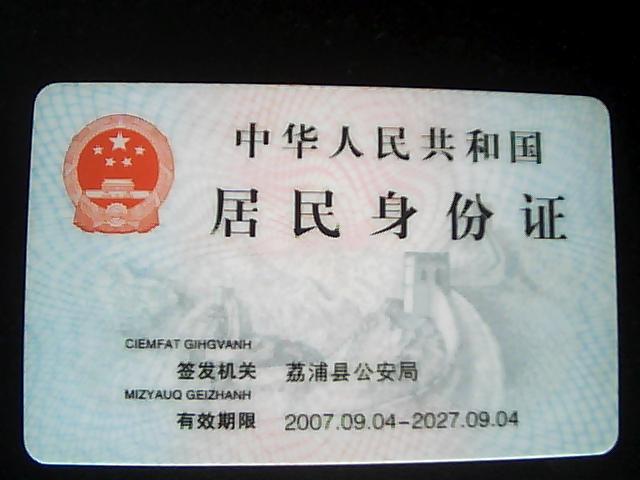 中华人民共和国
居民身份证
CIEMFAT GIHGVANH
签发机关 荔浦县公安局
MIZYAUQ GEIZHANH
有效期限 2007.09.04-2027.09.04